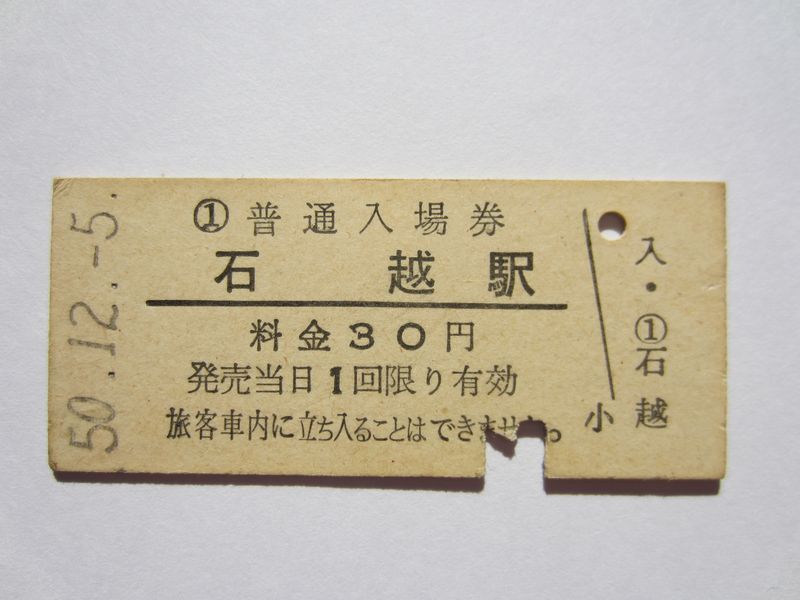 50.12.-5.
①普通入場券
石越駅
料金30円
発売当日1回限り有効
旅客車内に立ち入ることはできません。
小
入・①石越